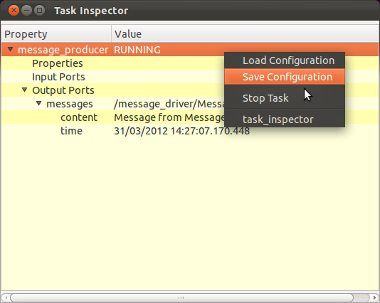 Task Inspector
Property Value
message_producer RUNNING
Load Configuration
Properties
Save Configuration
Input Ports
Output Ports
Stop Task
messages /message_driver/Messa
content Message from Message
task_inspector
time 31/03/2012 14:27:07.170.448